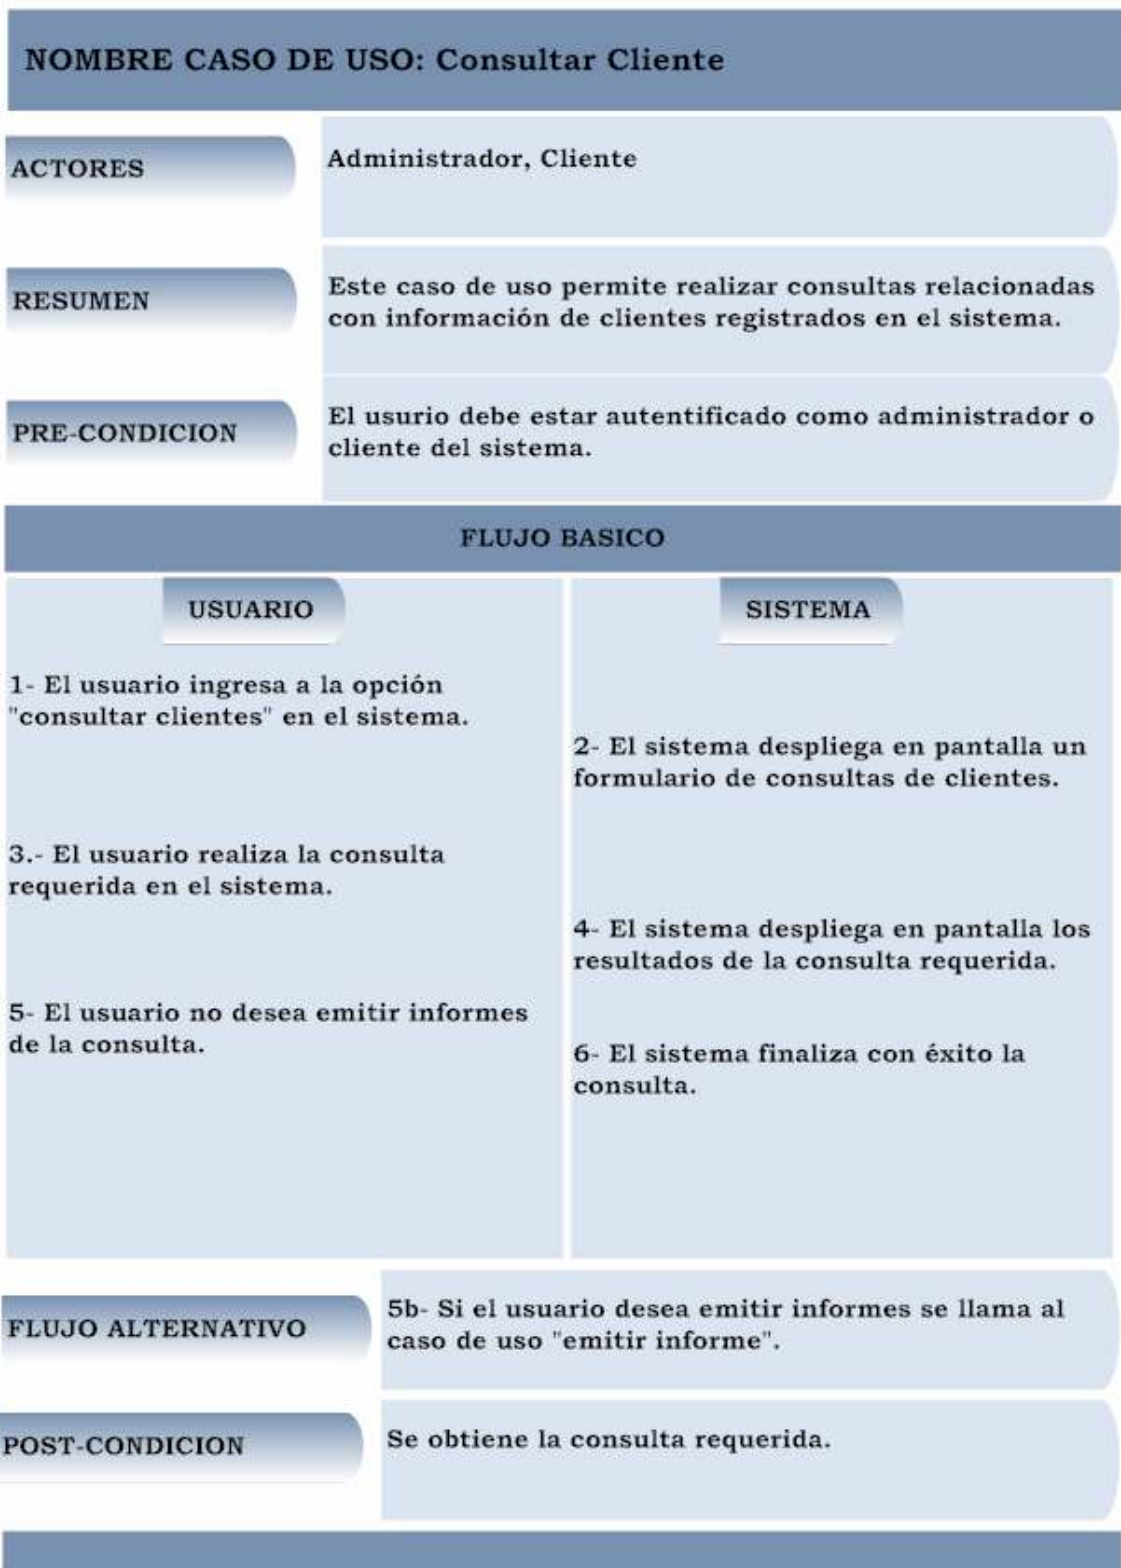 NOMBRE CASO DE USO: Consultar Cliente
ACTORES
Administrador, Cliente
RESUMEN
Este caso de uso permite realizar consultas relacionadas
con información de clientes registrados en el sistema.
PRE-CONDICION
El usurio debe estar autentificado como administrador o
cliente del sistema.
FLUJO BASICO
USUARIO
SISTEMA
1- El usuario ingresa a la opción
"consultar clientes" en el sistema.
2- El sistema despliega en pantalla un
formulario de consultas de clientes.
3.- El usuario realiza la consulta
requerida en el sistema.
4- El sistema despliega en pantalla los
resultados de la consulta requerida.
5- El usuario no desea emitir informes
de la consulta.
6- El sistema finaliza con éxito la
consulta.
FLUJO ALTERNATIVO
5b- Si el usuario desea emitir informes se llama al
caso de uso "emitir informe".
POST-CONDICION
Se obtiene la consulta requerida.